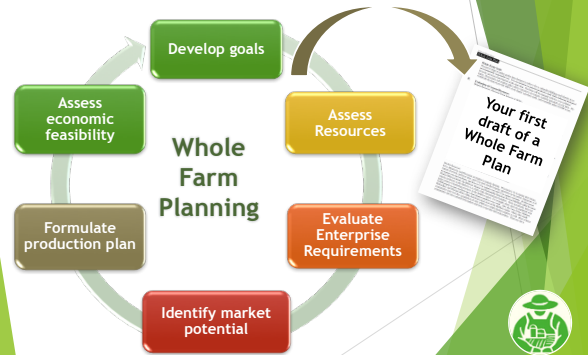 Develop goals
Assess
Resources
Evaluate
Enterprise
Requirements
Identify market
potential
Formulate
production plan
Assess
economic
feasibility
Whole
Farm
Planning
Your first
draft of a
Whole Farm
Plan